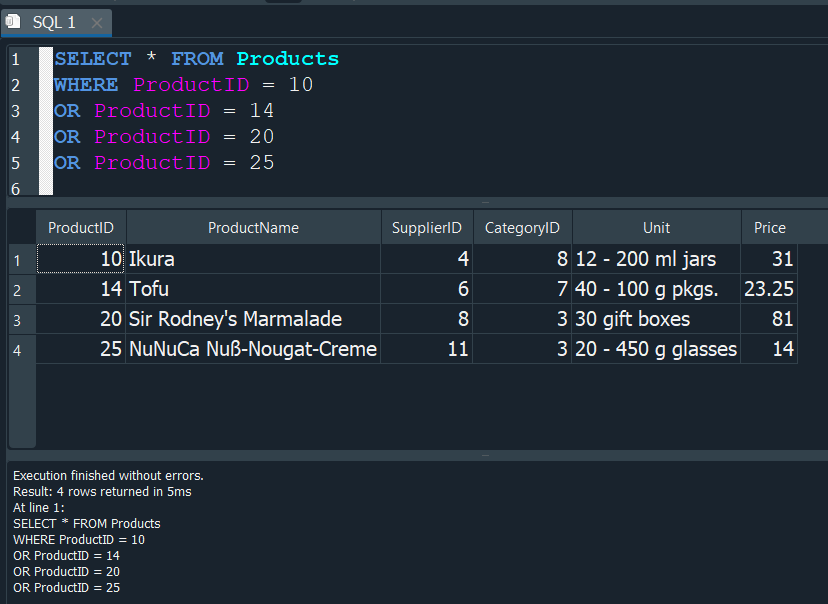 SQL 1
1 SELECT * FROM Products
2 WHERE ProductID = 10
3 OR ProductID = 14
4 OR ProductID = 20
5 OR ProductID = 25
6
ProductID ProductName SupplierID CategoryID Unit Price
1 10 Ikura 4 8 12 - 200 ml jars 31
2 14 Tofu 6 7 40 - 100 g pkgs. 23.25
3 20 Sir Rodney's Marmalade 8 3 30 gift boxes 81
4 25 NuNuCa Nuß-Nougat-Creme 11 3 20 - 450 g glasses 14
Execution finished without errors.
Result: 4 rows returned in 5ms
At line 1:
SELECT * FROM Products
WHERE ProductID = 10
OR ProductID = 14
OR ProductID = 20
OR ProductID = 25